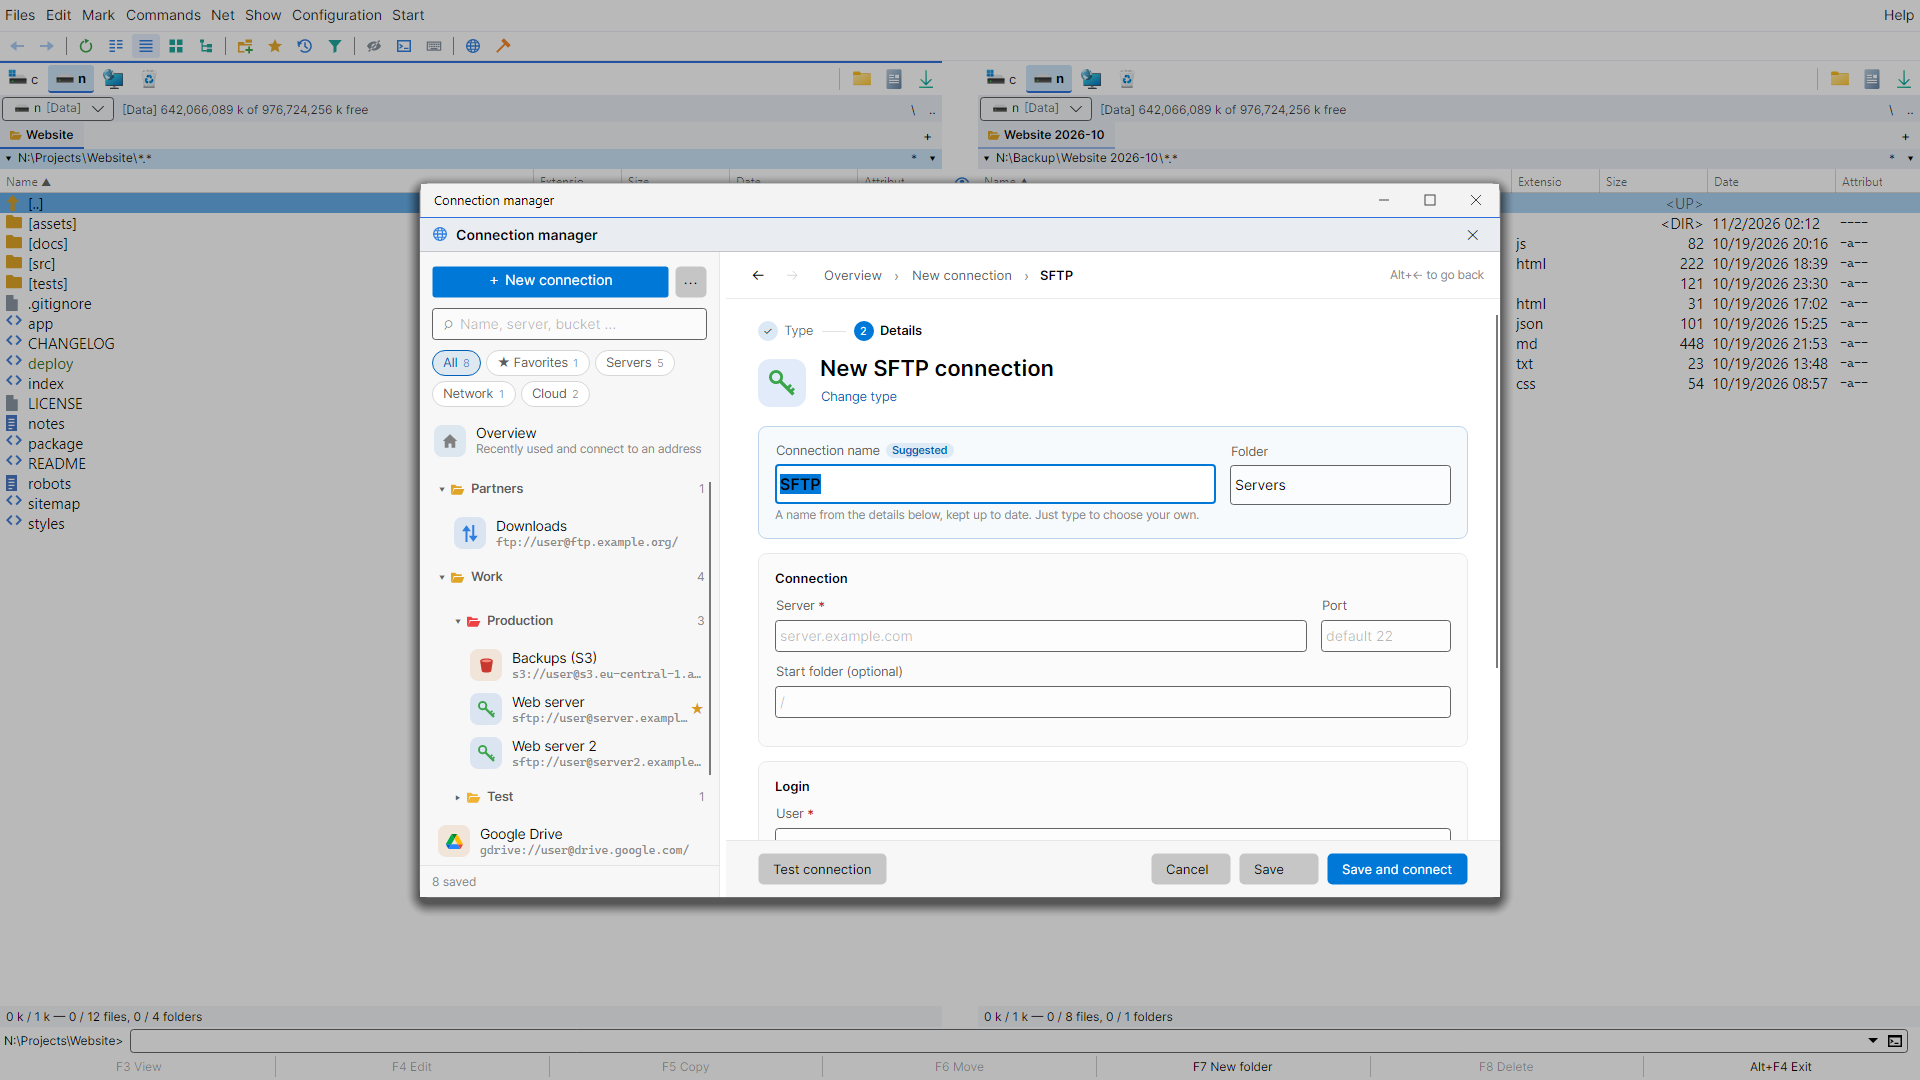 Files Edit Mark Commands Net Show Configuration Start Help
c n
[Data] 642,066,089 k of 976,724,256 k free
n [Data] \ ..
Website +
N:\Projects\Website\*.* * 
Name
[..]
[assets]
[docs]
[src]
[tests]
.gitignore
app
CHANGELOG
deploy
index
LICENSE
notes
package
README
robots
sitemap
styles
0 k / 1 k — 0 / 12 files, 0 / 4 folders
c n
n [Data] [Data] 642,066,089 k of 976,724,256 k free \ ..
Website 2026-10 +
N:\Backup\Website 2026-10\*.* *
Extensio Size Date Attribut
<UP>
<DIR> 11/2/2026 02:12 ----
js 82 10/19/2026 20:16 -a--
html 222 10/19/2026 18:39 -a--
121 10/19/2026 23:30 -a--
html 31 10/19/2026 17:02 -a--
json 101 10/19/2026 15:25 -a--
md 448 10/19/2026 21:53 -a--
txt 23 10/19/2026 13:48 -a--
css 54 10/19/2026 08:57 -a--
0 k / 1 k — 0 / 8 files, 0 / 1 folders
Connection manager
Connection manager
+ New connection ...
Name, server, bucket ...
All 8 ★ Favorites 1 Servers 5
Network 1 Cloud 2
Overview
Recently used and connect to an address
Partners 1
Downloads
ftp://user@ftp.example.org/
Work 4
Production 3
Backups (S3)
s3://user@s3.eu-central-1.a...
Web server
sftp://user@server.exampl...
Web server 2
sftp://user@server2.example...
Test 1
Google Drive
gdrive://user@drive.google.com/
8 saved
Overview › New connection › SFTP Alt+← to go back
Type 2 Details
New SFTP connection
Change type
Connection name Suggested Folder
SFTP Servers
A name from the details below, kept up to date. Just type to choose your own.
Connection
Server * Port
server.example.com default 22
Start folder (optional)
/
Login
User *
Test connection Cancel Save Save and connect
N:\Projects\Website>
F3 View F4 Edit F5 Copy F6 Move F7 New folder F8 Delete Alt+F4 Exit